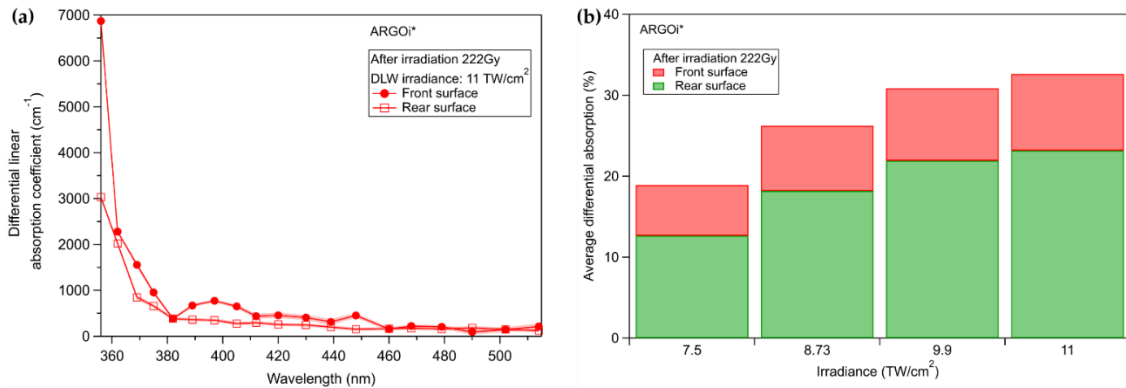 (a)
7000
6000
5000
4000
3000
2000
1000
0
Differential linear
absorption coefficient (cm⁻¹)
ARGOi*
After irradiation 222Gy
DLW irradiance: 11 TW/cm²
Front surface
Rear surface
360 380 400 420 440 460 480 500
Wavelength (nm)
(b)
40
30
20
10
0
Average differential absorption (%)
ARGOi*
After irradiation 222Gy
Front surface
Rear surface
7.5 8.73 9.9 11
Irradiance (TW/cm²)